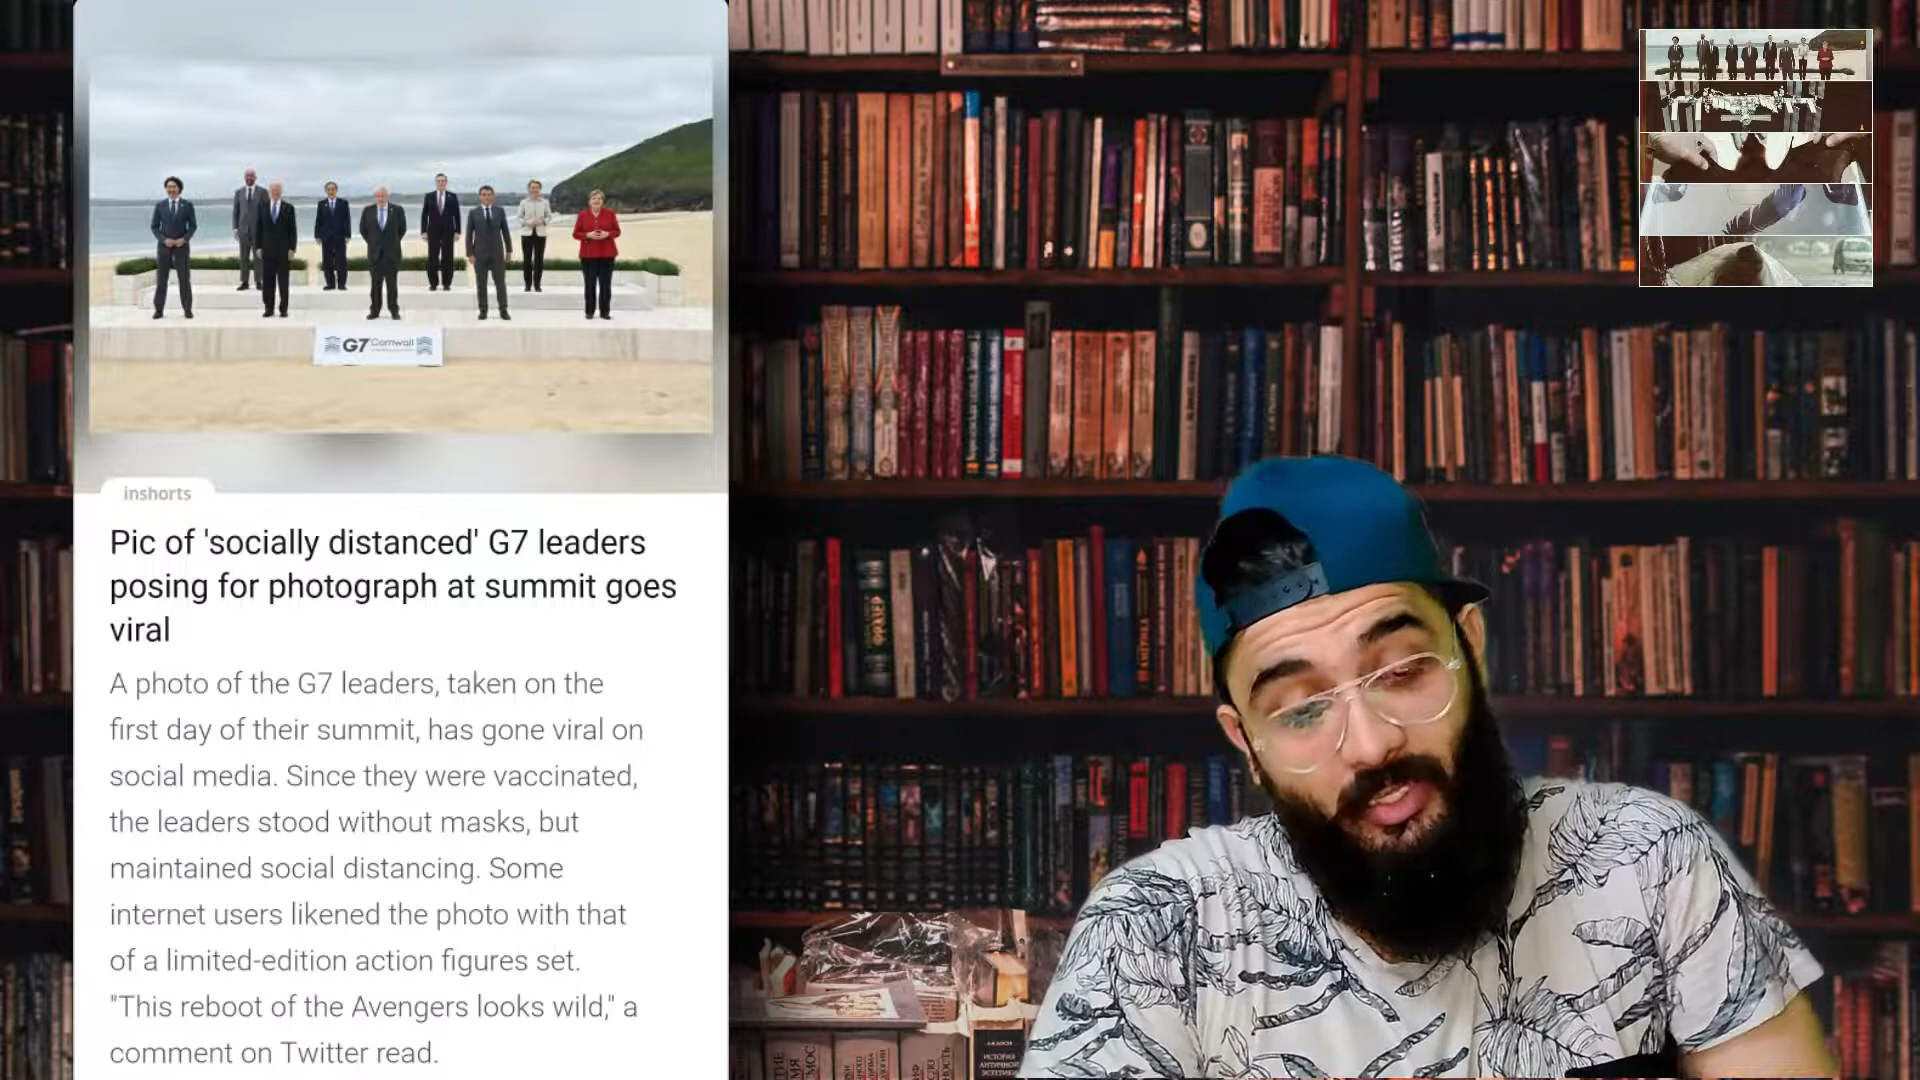 G7 Cornwall
inshorts
Pic of 'socially distanced' G7 leaders
posing for photograph at summit goes
viral
A photo of the G7 leaders, taken on the
first day of their summit, has gone viral on
social media. Since they were vaccinated,
the leaders stood without masks, but
maintained social distancing. Some
internet users likened the photo with that
of a limited-edition action figures set.
"This reboot of the Avengers looks wild," a
comment on Twitter read.
ИСТОРИЯ
АНТИЧНОЙ
ЭСТЕТИКИ